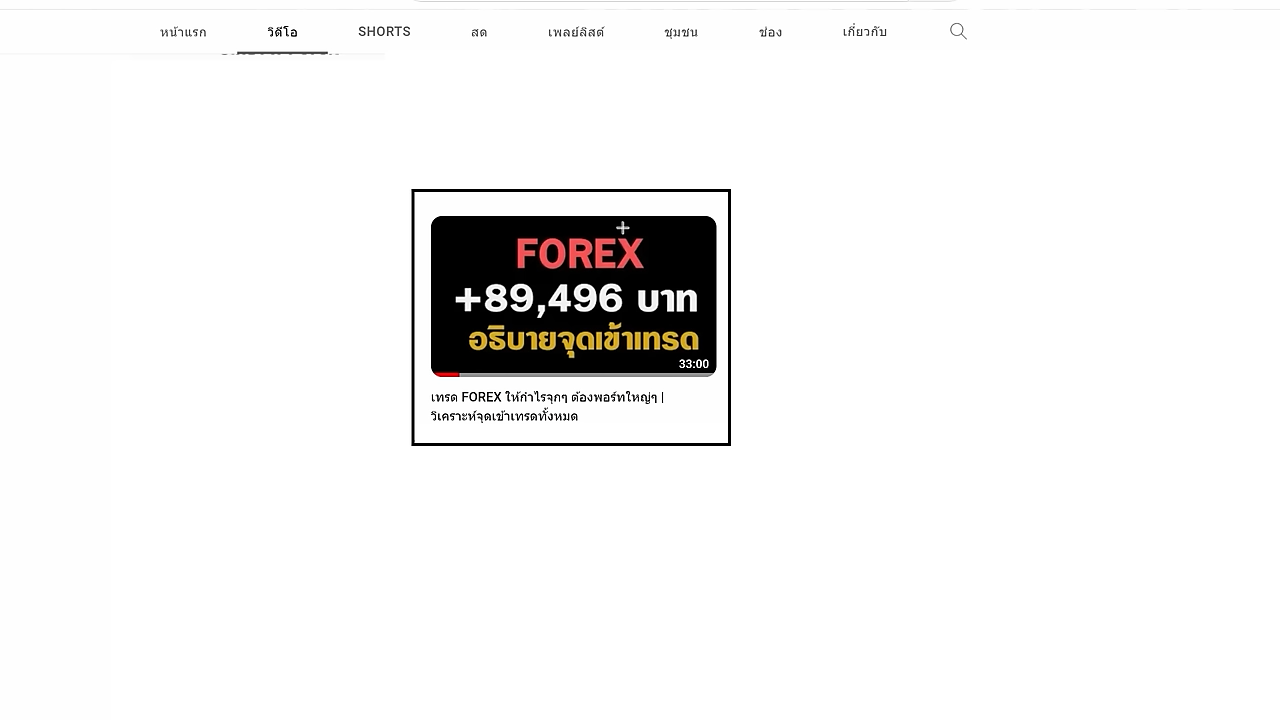 หน้าแรก วิดีโอ SHORTS สด เพลย์ลิสต์ ชุมชน ช่อง เกี่ยวกับ
FOREX
+89,496 บาท
อธิบายจุดเข้าเทรด
33:00
เทรด FOREX ให้กำไรจุกๆ ต้องพอร์ทใหญ่ๆ |
วิเคราะห์จุดเข้าเทรดทั้งหมด